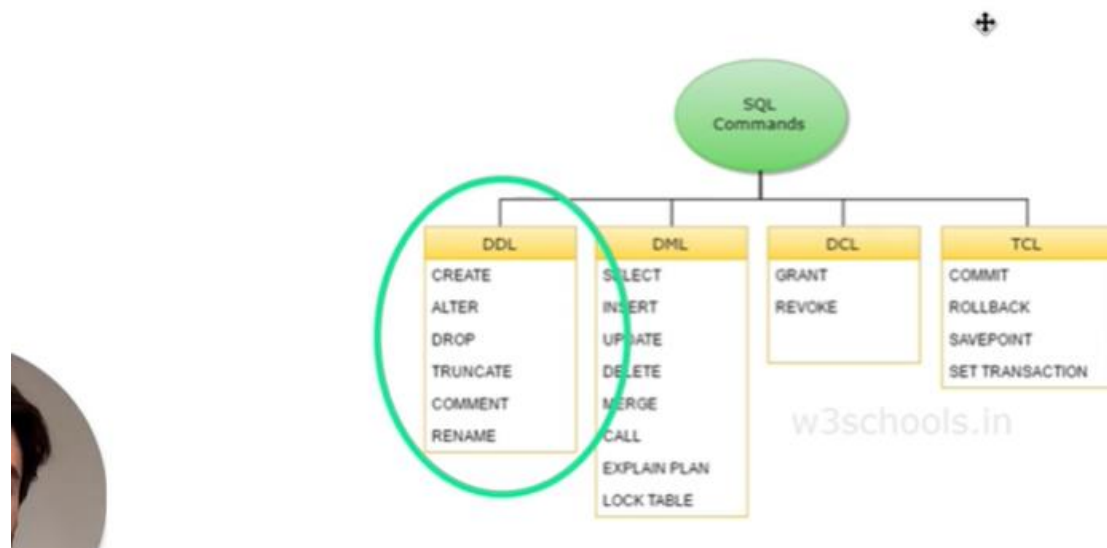 SQL
Commands
DDL
CREATE
ALTER
DROP
TRUNCATE
COMMENT
RENAME
DML
SELECT
INSERT
UPDATE
DELETE
MERGE
CALL
EXPLAIN PLAN
LOCK TABLE
DCL
GRANT
REVOKE
TCL
COMMIT
ROLLBACK
SAVEPOINT
SET TRANSACTION
w3schools.in